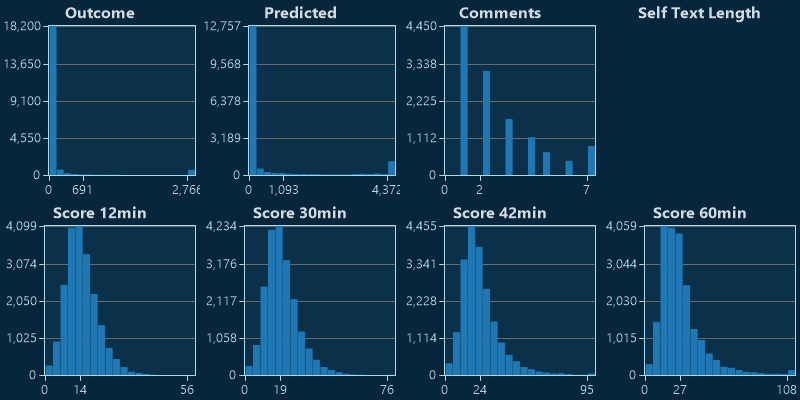 Outcome
18,200
13,650
9,100
4,550
0
0 691 2,766
Predicted
12,757
9,568
6,378
3,189
0
0 1,093 4,372
Comments
4,450
3,338
2,225
1,112
0
0 2 7
Self Text Length
Score 12min
4,099
3,074
2,050
1,025
0
0 14 56
Score 30min
4,234
3,176
2,117
1,058
0
0 19 76
Score 42min
4,455
3,341
2,228
1,114
0
0 24 95
Score 60min
4,059
3,044
2,030
1,015
0
0 27 108